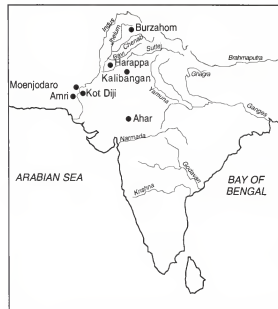 Indus
Burzahom
Jhelum
Chenab
Ravi
Sutlej
Harappa
Kalibangan
Brahmaputra
Ghagra
Moenjodaro
Kot Diji
Amri
Yamuna
Ganges
Ahar
Narmada
Godavari
ARABIAN SEA
BAY OF
BENGAL
Krishna